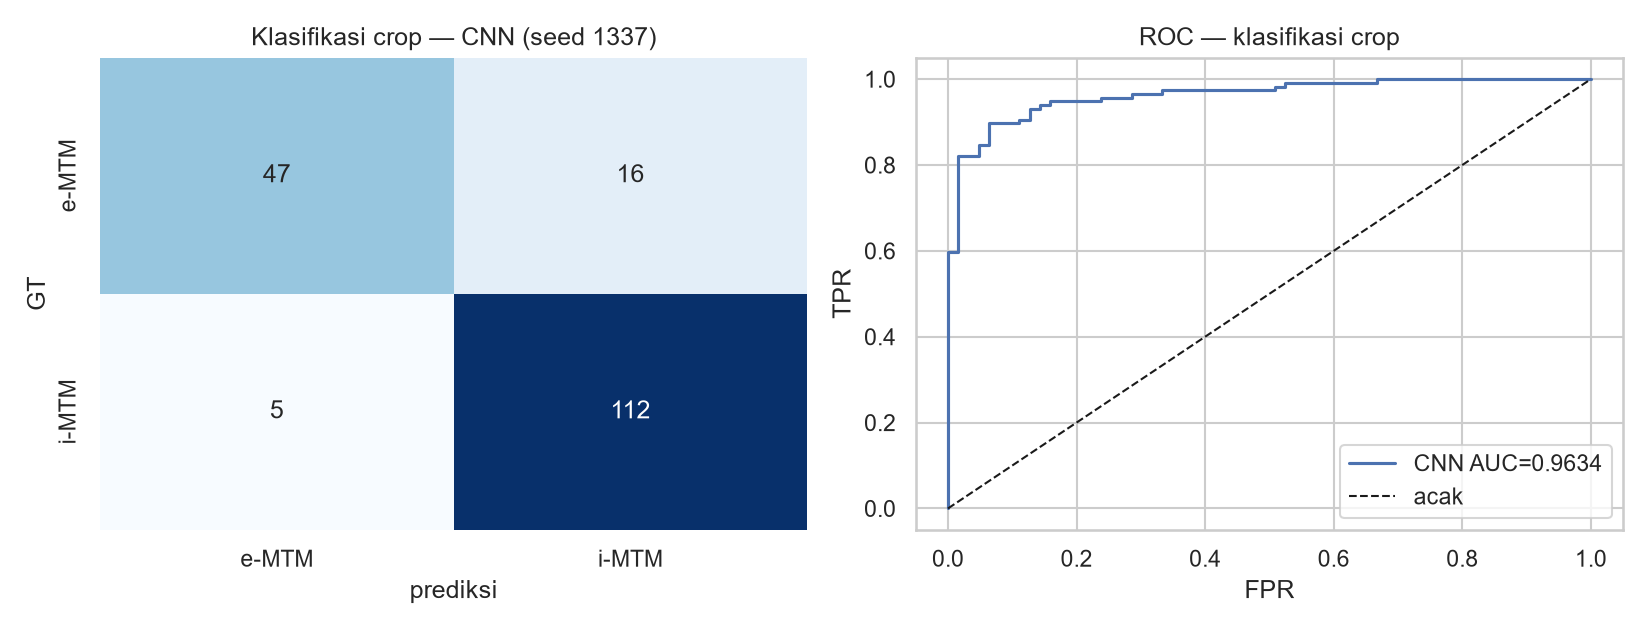 Klasifikasi crop — CNN (seed 1337)
GT
e-MTM
47
16
i-MTM
5
112
e-MTM
i-MTM
prediksi
ROC — klasifikasi crop
TPR
1.0
0.8
0.6
0.4
0.2
0.0
CNN AUC=0.9634
acak
0.0
0.2
0.4
0.6
0.8
1.0
FPR